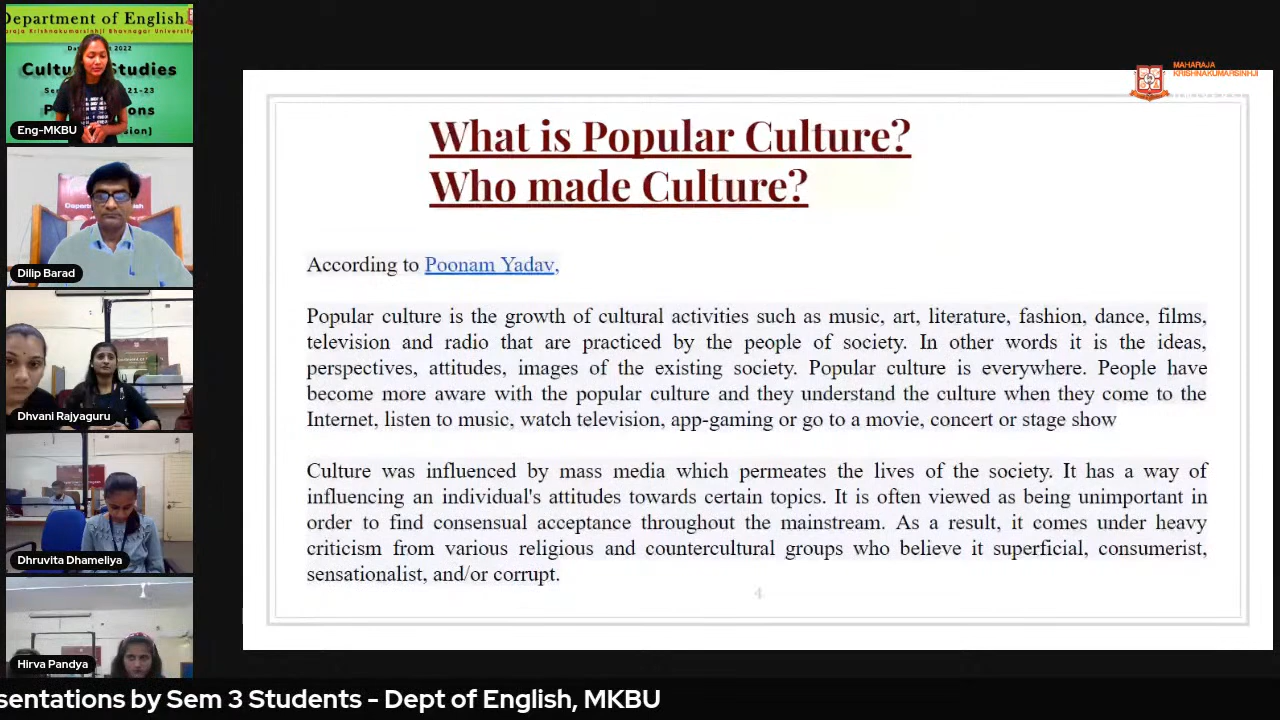 Department of English
Maharaja Krishnakumarsinhji Bhavnagar University
2022
Cultu Studies
21-23
Eng-MKBU
Dilip Barad
Dhvani Rajyaguru
Dhruvita Dhameliya
Hirva Pandya
MAHARAJA
KRISHNAKUMARSINHJI
What is Popular Culture?
Who made Culture?
According to Poonam Yadav,
Popular culture is the growth of cultural activities such as music, art, literature, fashion, dance, films,
television and radio that are practiced by the people of society. In other words it is the ideas,
perspectives, attitudes, images of the existing society. Popular culture is everywhere. People have
become more aware with the popular culture and they understand the culture when they come to the
Internet, listen to music, watch television, app-gaming or go to a movie, concert or stage show
Culture was influenced by mass media which permeates the lives of the society. It has a way of
influencing an individual's attitudes towards certain topics. It is often viewed as being unimportant in
order to find consensual acceptance throughout the mainstream. As a result, it comes under heavy
criticism from various religious and countercultural groups who believe it superficial, consumerist,
sensationalist, and/or corrupt.
4
sentations by Sem 3 Students - Dept of English, MKBU